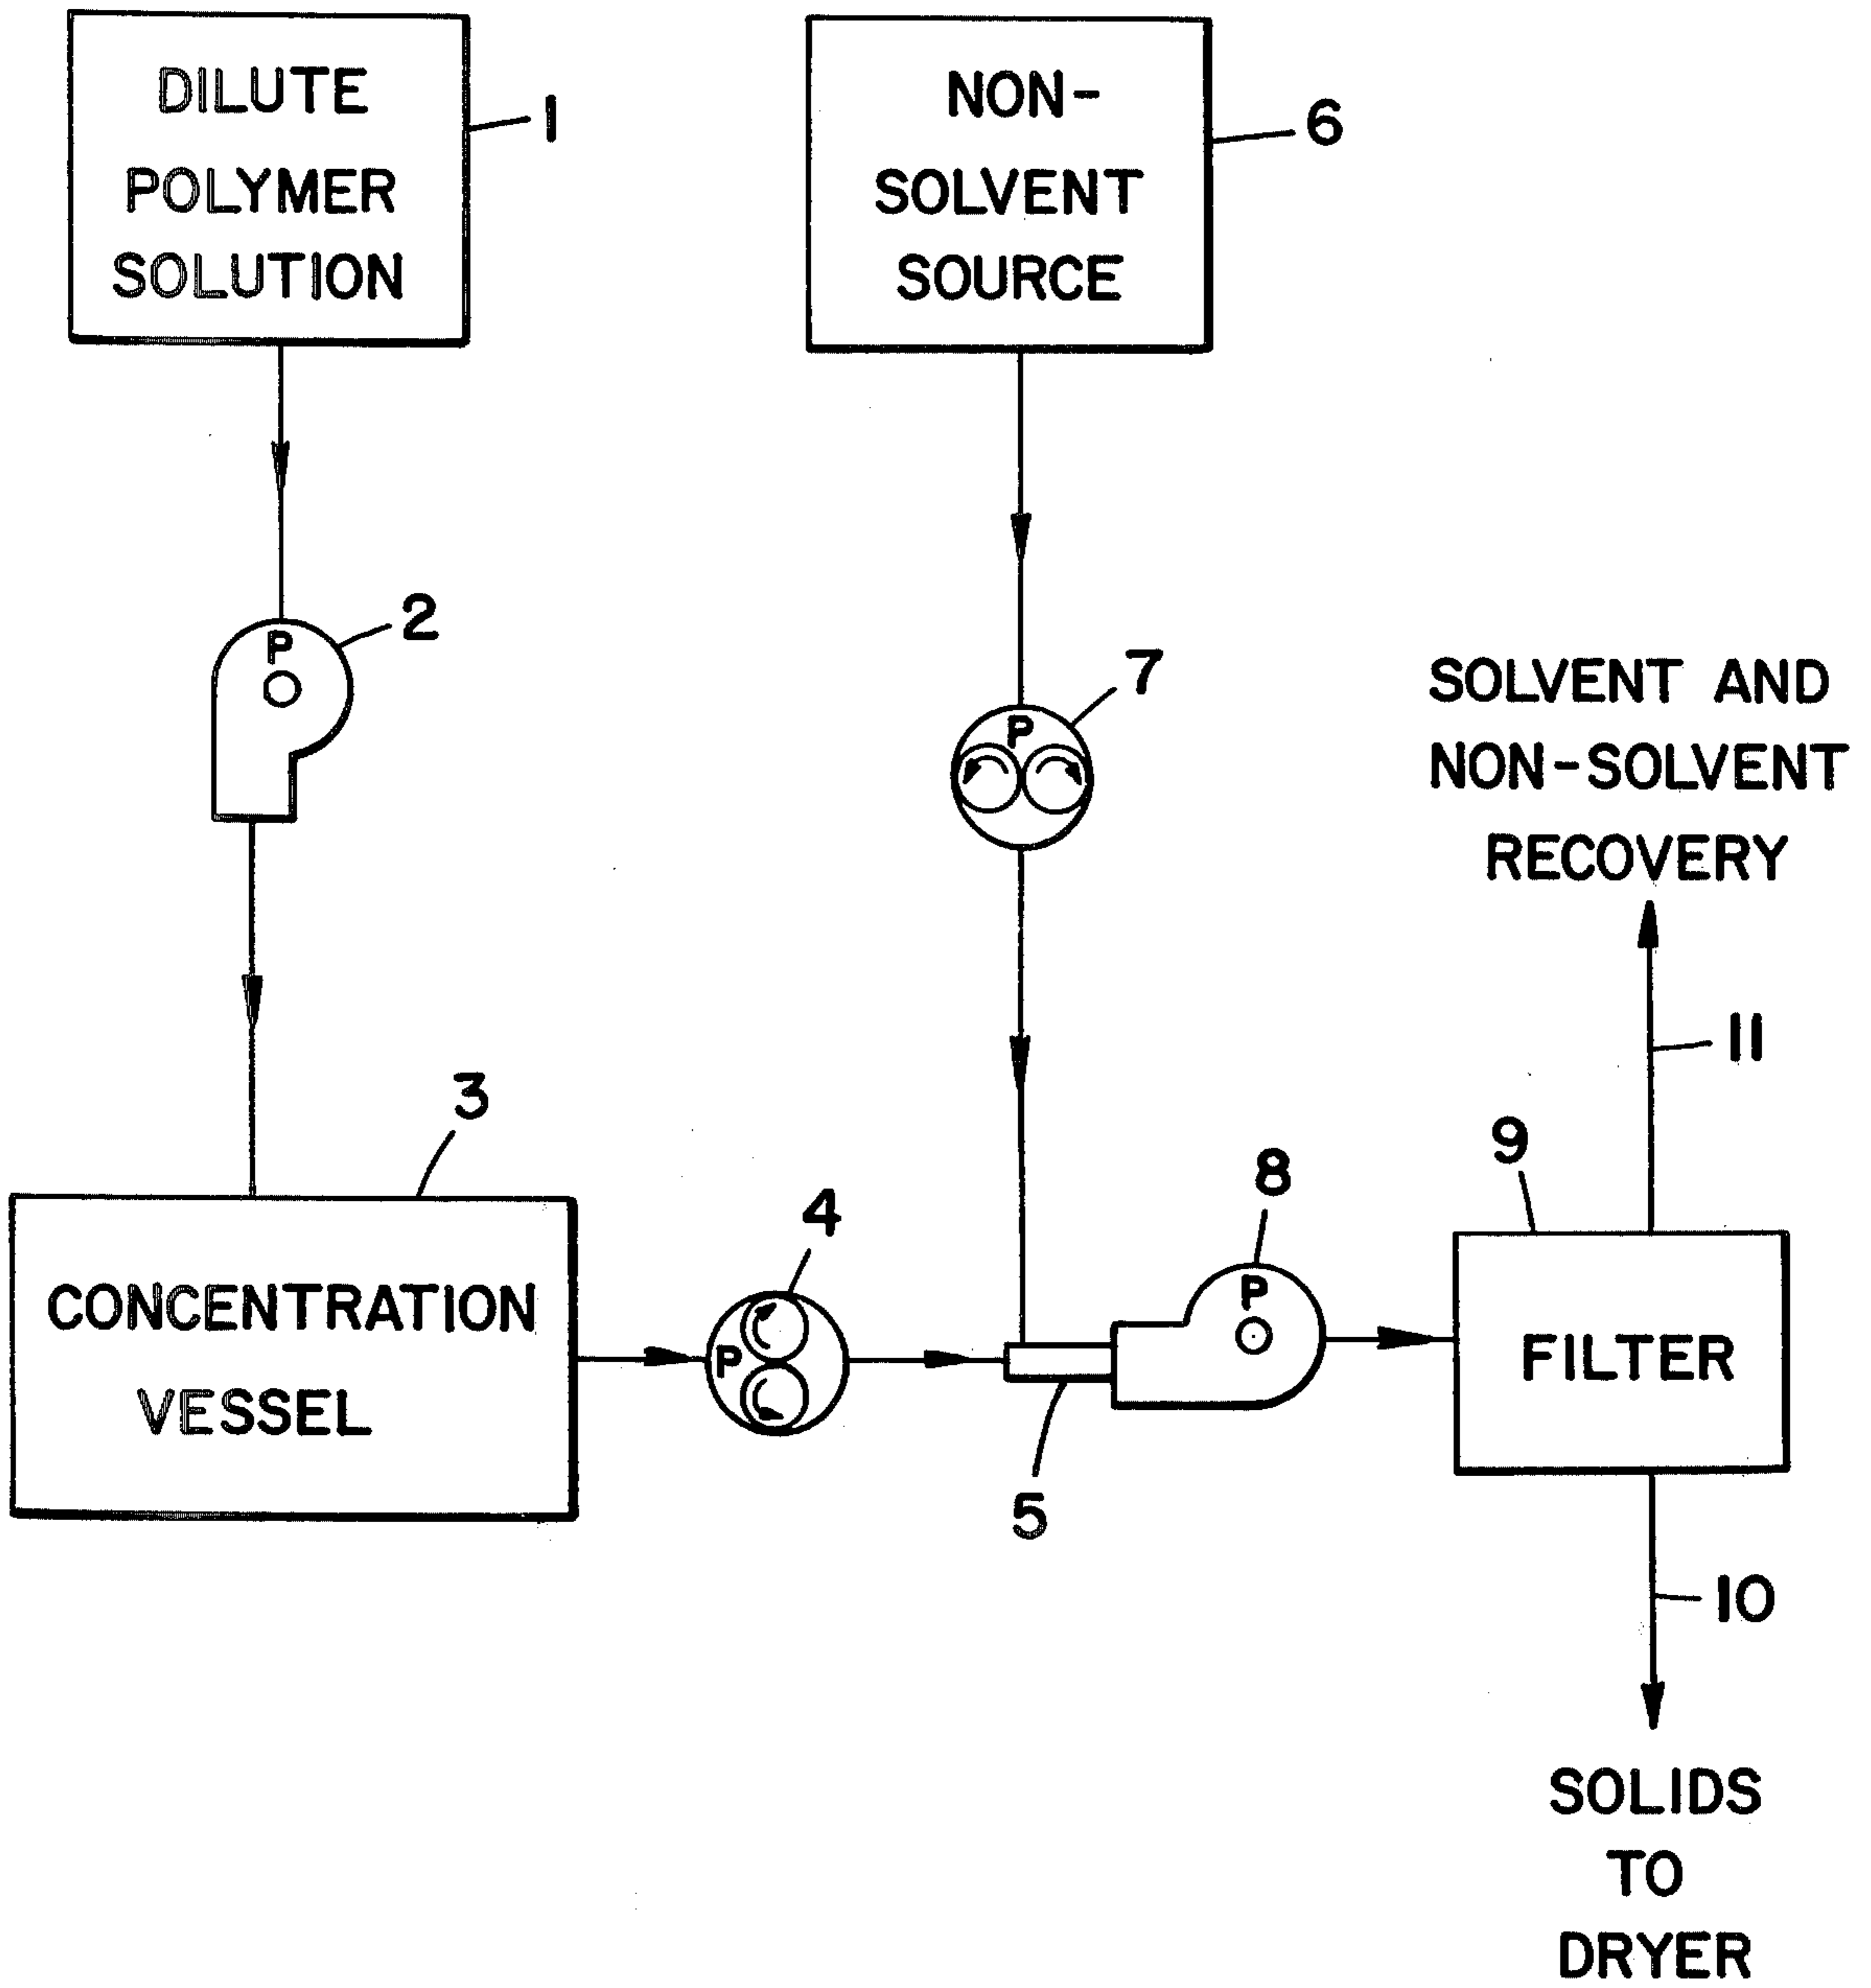 DILUTE
POLYMER
SOLUTION
1
NON-
SOLVENT
SOURCE
6
P
2
P
7
SOLVENT AND
NON-SOLVENT
RECOVERY
11
3
CONCENTRATION
VESSEL
4
P
5
8
P
9
FILTER
10
SOLIDS
TO
DRYER